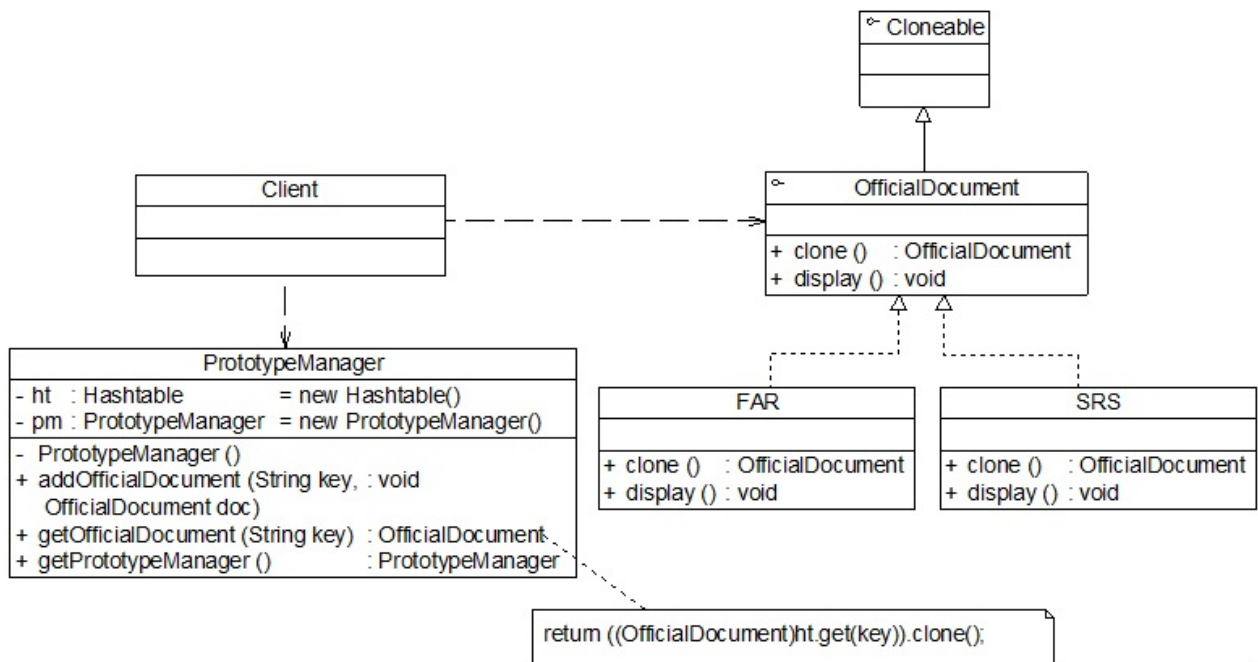 Cloneable
Client
OfficialDocument
+ clone () : OfficialDocument
+ display () : void
PrototypeManager
- ht : Hashtable = new Hashtable()
- pm : PrototypeManager = new PrototypeManager()
- PrototypeManager ()
+ addOfficialDocument (String key, : void
OfficialDocument doc)
+ getOfficialDocument (String key) : OfficialDocument
+ getPrototypeManager () : PrototypeManager
FAR
+ clone () : OfficialDocument
+ display () : void
SRS
+ clone () : OfficialDocument
+ display () : void
return ((OfficialDocument)ht.get(key)).clone();